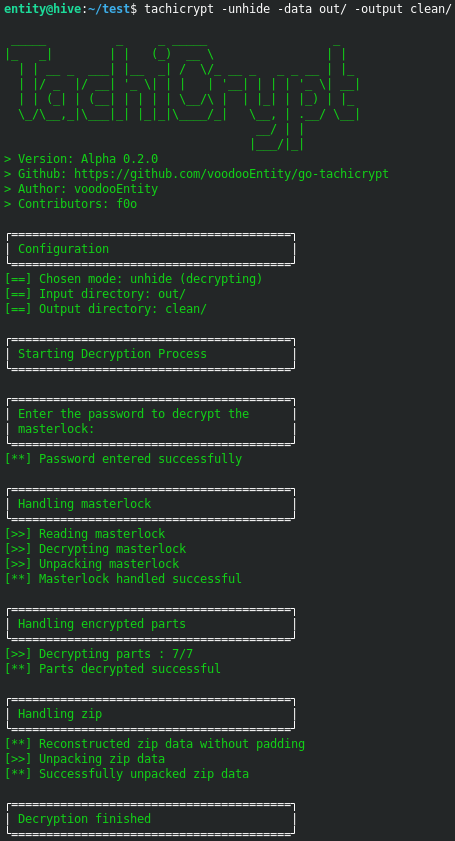 entity@hive:~/test$ tachicrypt -unhide -data out/ -output clean/
TachiCrypt
> Version: Alpha 0.2.0
> Github: https://github.com/voodooEntity/go-tachicrypt
> Author: voodooEntity
> Contributors: f0o
Configuration
[==] Chosen mode: unhide (decrypting)
[==] Input directory: out/
[==] Output directory: clean/
Starting Decryption Process
Enter the password to decrypt the
masterlock:
[**] Password entered successfully
Handling masterlock
[>>] Reading masterlock
[>>] Decrypting masterlock
[>>] Unpacking masterlock
[**] Masterlock handled successful
Handling encrypted parts
[>>] Decrypting parts : 7/7
[**] Parts decrypted successful
Handling zip
[**] Reconstructed zip data without padding
[>>] Unpacking zip data
[**] Successfully unpacked zip data
Decryption finished